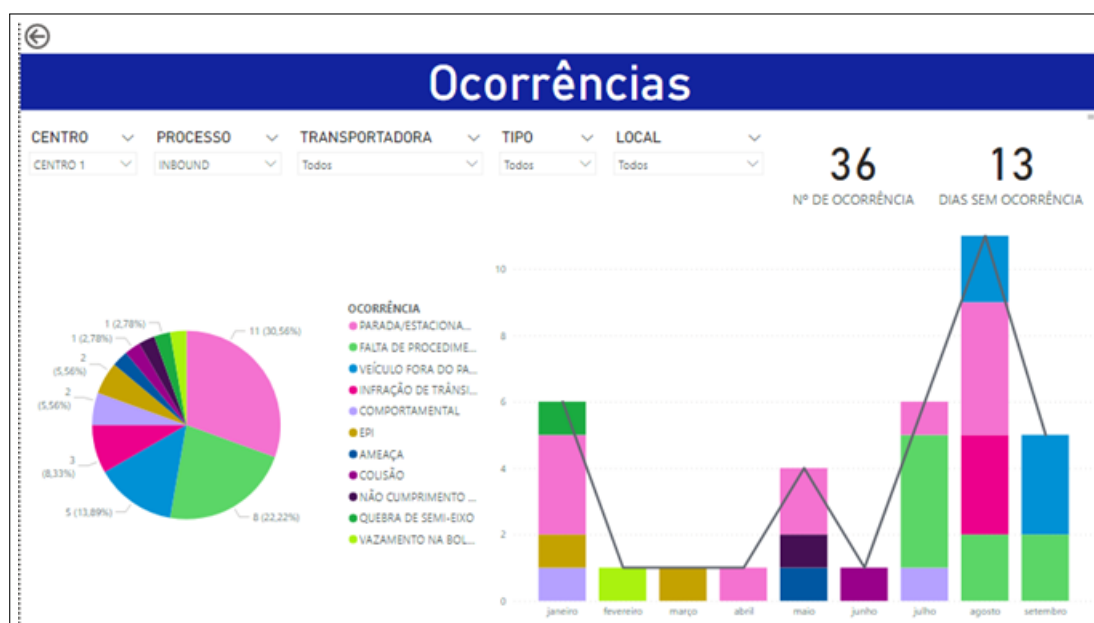 Ocorrências
CENTRO
PROCESSO
TRANSPORTADORA
TIPO
LOCAL
CENTRO 1
INBOUND
Todos
Todos
Todos
36
Nº DE OCORRÊNCIA
13
DIAS SEM OCORRÊNCIA
1 (2,78%)
1 (2,78%)
2
(5,56%)
2
(5,56%)
3
(8,33%)
5 (13,89%)
8 (22,22%)
11 (30,56%)
OCORRÊNCIA
PARADA/ESTACIONA...
FALTA DE PROCEDIME...
VEÍCULO FORA DO PA...
INFRAÇÃO DE TRÂNSI...
COMPORTAMENTAL
EPI
AMEAÇA
COLISÃO
NÃO CUMPRIMENTO ...
QUEBRA DE SEMI-EIXO
VAZAMENTO NA BOL...
10
8
6
4
2
0
janeiro
fevereiro
março
abril
maio
junho
julho
agosto
setembro